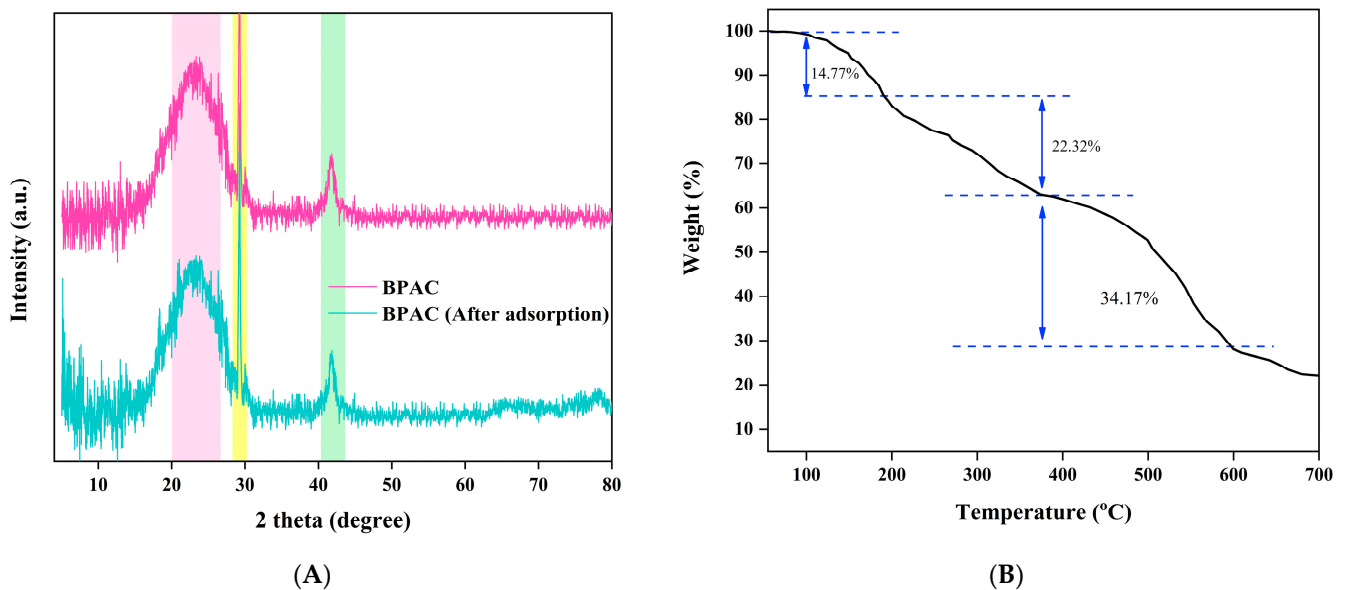 Intensity (a.u.)
BPAC
BPAC (After adsorption)
10 20 30 40 50 60 70 80
2 theta (degree)
(A)
Weight (%)
100
90
80
70
60
50
40
30
20
10
14.77%
22.32%
34.17%
100 200 300 400 500 600 700
Temperature (°C)
(B)